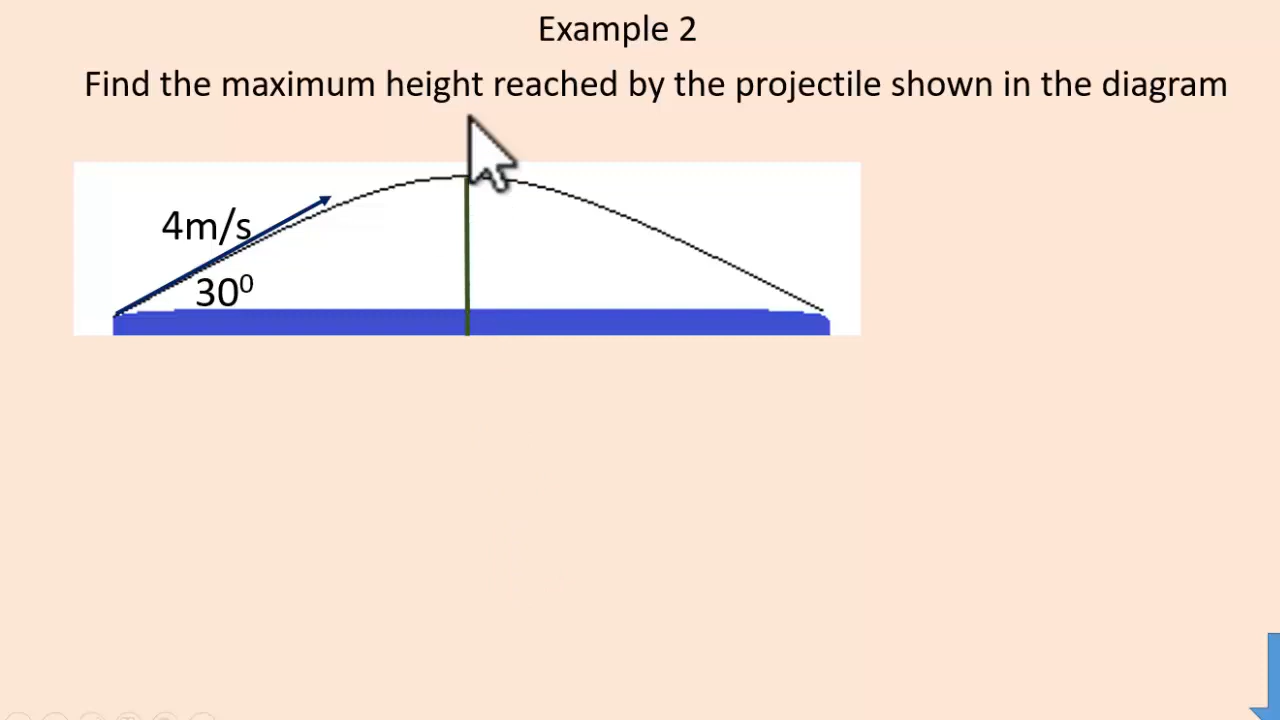 Example 2
Find the maximum height reached by the projectile shown in the diagram
4m/s
30⁰